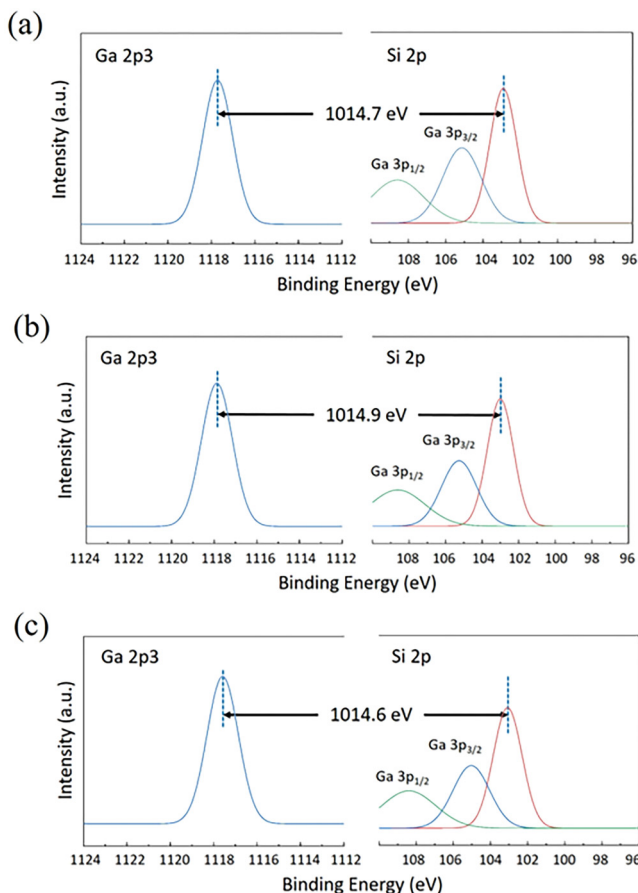 (a)
Ga 2p3
Si 2p
1014.7 eV
Ga 3p3/2
Ga 3p1/2
Intensity (a.u.)
1124 1122 1120 1118 1116 1114 1112
108 106 104 102 100 98 96
Binding Energy (eV)
(b)
Ga 2p3
Si 2p
1014.9 eV
Ga 3p3/2
Ga 3p1/2
Intensity (a.u.)
1124 1122 1120 1118 1116 1114 1112
108 106 104 102 100 98 96
Binding Energy (eV)
(c)
Ga 2p3
Si 2p
1014.6 eV
Ga 3p3/2
Ga 3p1/2
Intensity (a.u.)
1124 1122 1120 1118 1116 1114 1112
108 106 104 102 100 98 96
Binding Energy (eV)